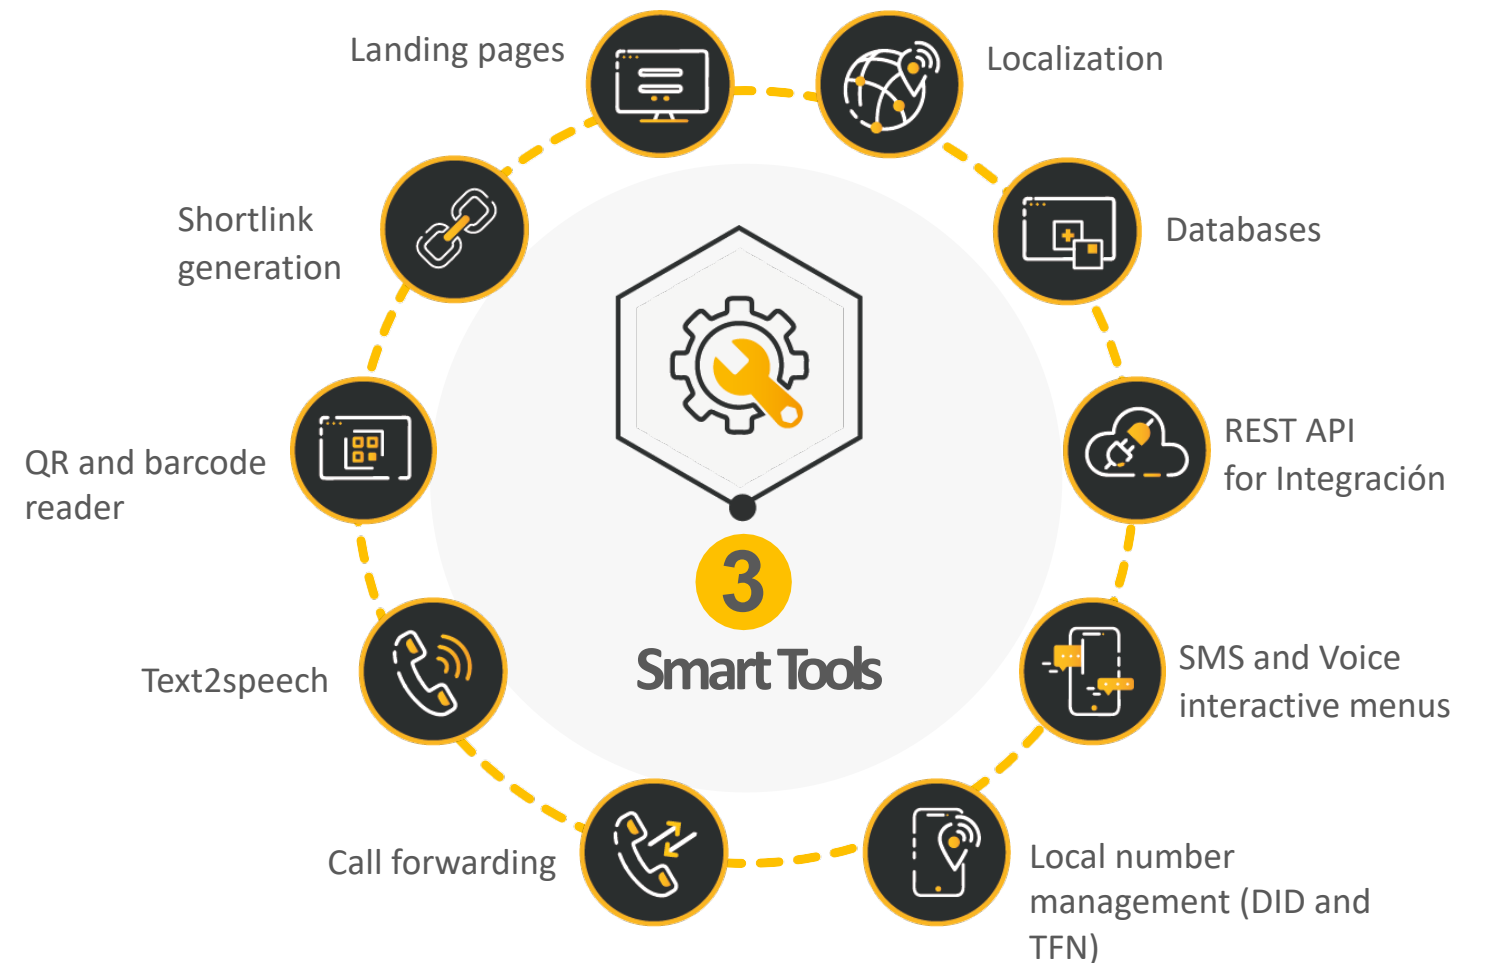 Landing pages
Localization
Shortlink
generation
Databases
QR and barcode
reader
REST API
for Integración
3
Smart Tools
Text2speech
SMS and Voice
interactive menus
Call forwarding
Local number
management (DID and
TFN)